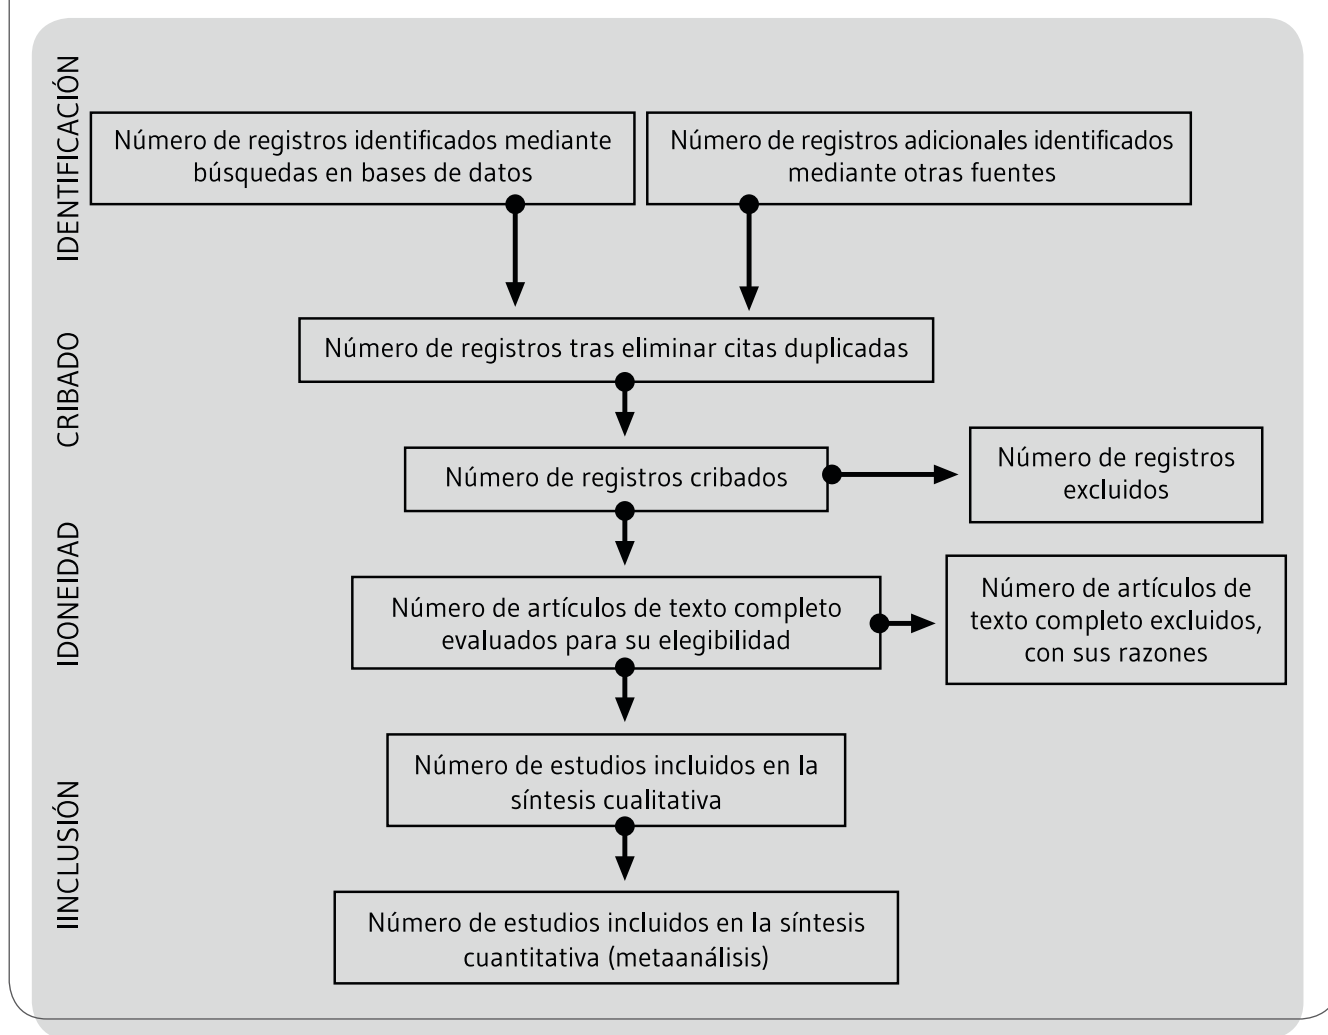 IDENTIFICACIÓN
Número de registros identificados mediante
búsquedas en bases de datos
Número de registros adicionales identificados
mediante otras fuentes
CRIBADO
Número de registros tras eliminar citas duplicadas
Número de registros cribados
Número de registros
excluidos
IDONEIDAD
Número de artículos de texto completo
evaluados para su elegibilidad
Número de artículos de
texto completo excluidos,
con sus razones
IINCLUSIÓN
Número de estudios incluidos en la
síntesis cualitativa
Número de estudios incluidos en la síntesis
cuantitativa (metaanálisis)